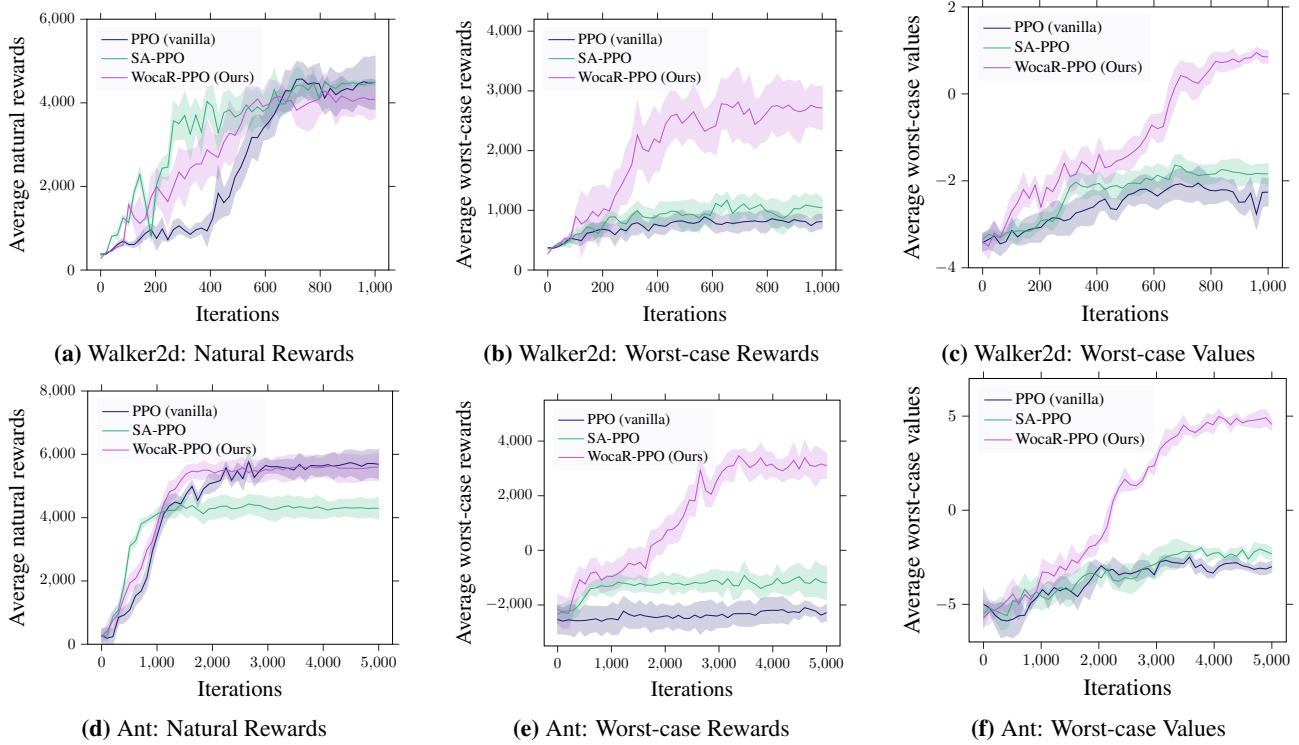 Average natural rewards
6,000
4,000
2,000
0
PPO (vanilla)
SA-PPO
WocaR-PPO (Ours)
0 200 400 600 800 1,000
Iterations
(a) Walker2d: Natural Rewards
Average worst-case rewards
4,000
3,000
2,000
1,000
0
PPO (vanilla)
SA-PPO
WocaR-PPO (Ours)
0 200 400 600 800 1,000
Iterations
(b) Walker2d: Worst-case Rewards
Average worst-case values
2
0
−2
−4
PPO (vanilla)
SA-PPO
WocaR-PPO (Ours)
0 200 400 600 800 1,000
Iterations
(c) Walker2d: Worst-case Values
Average natural rewards
8,000
6,000
4,000
2,000
0
PPO (vanilla)
SA-PPO
WocaR-PPO (Ours)
0 1,000 2,000 3,000 4,000 5,000
Iterations
(d) Ant: Natural Rewards
Average worst-case rewards
4,000
2,000
0
−2,000
PPO (vanilla)
SA-PPO
WocaR-PPO (Ours)
0 1,000 2,000 3,000 4,000 5,000
Iterations
(e) Ant: Worst-case Rewards
Average worst-case values
5
0
−5
PPO (vanilla)
SA-PPO
WocaR-PPO (Ours)
0 1,000 2,000 3,000 4,000 5,000
Iterations
(f) Ant: Worst-case Values